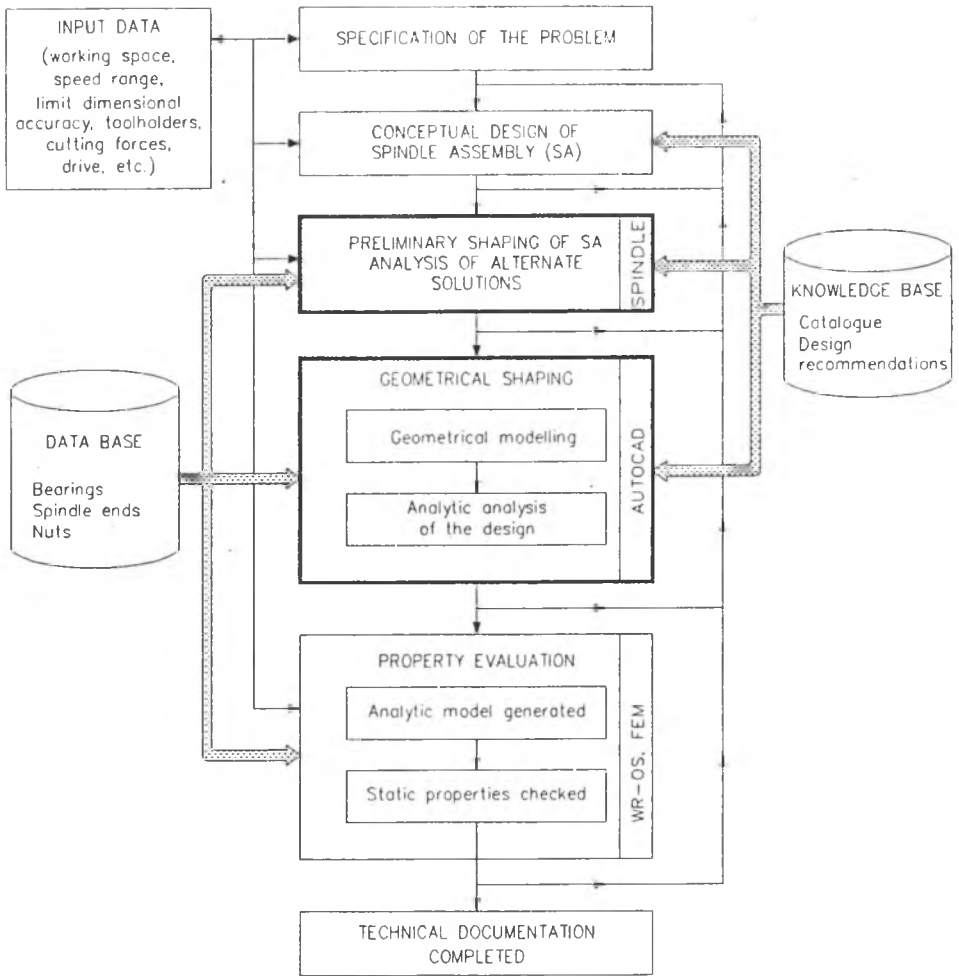 INPUT DATA
(working space,
speed range,
limit dimensional
accuracy, toolholders,
cutting forces,
drive, etc.)
SPECIFICATION OF THE PROBLEM
CONCEPTUAL DESIGN OF
SPINDLE ASSEMBLY (SA)
PRELIMINARY SHAPING OF SA
ANALYSIS OF ALTERNATE
SOLUTIONS
SPINDLE
KNOWLEDGE BASE
Catalogue
Design
recommendations
GEOMETRICAL SHAPING
Geometrical modelling
Analytic analysis
of the design
AUTOCAD
DATA BASE
Bearings
Spindle ends
Nuts
PROPERTY EVALUATION
Analytic model generated
Static properties checked
WR-OS, FEM
TECHNICAL DOCUMENTATION
COMPLETED